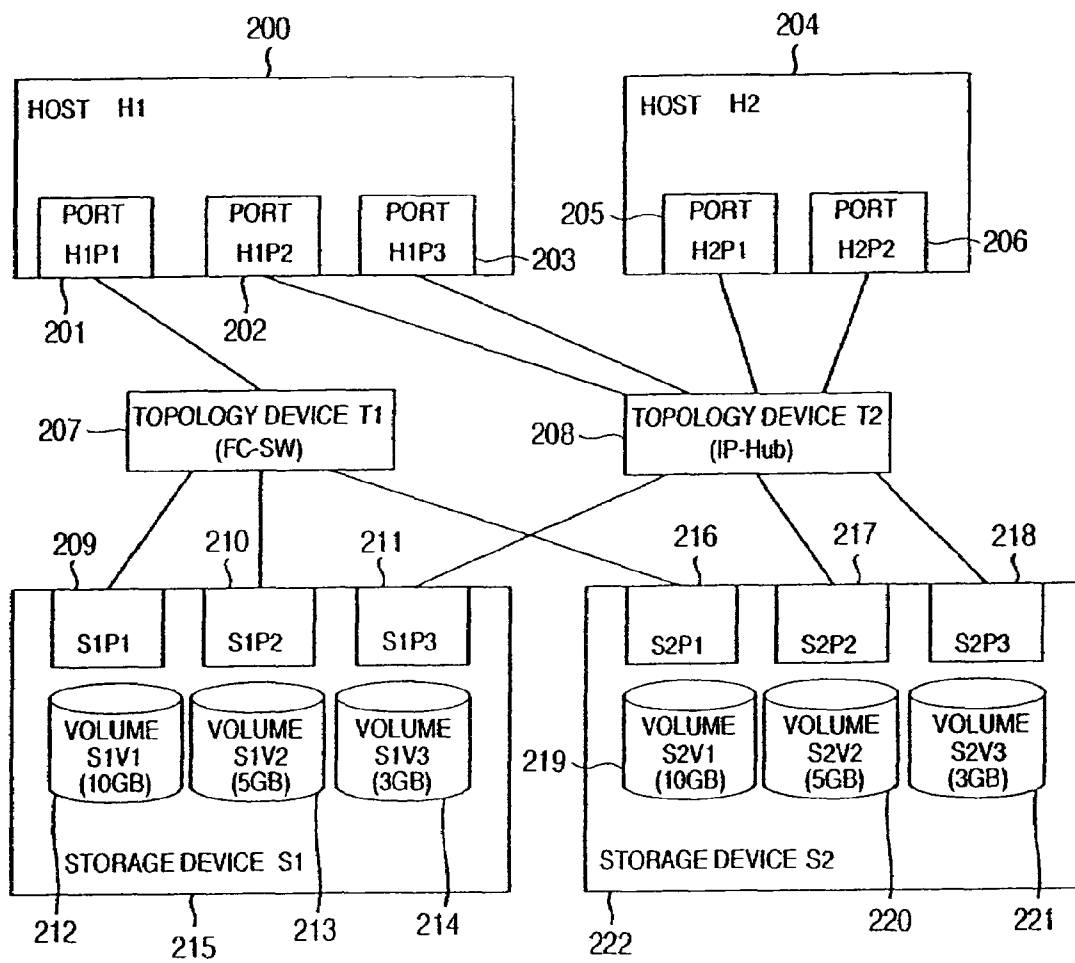 200
204
HOST H1
HOST H2
PORT
H1P1
PORT
H1P2
PORT
H1P3
203
205
PORT
H2P1
PORT
H2P2
206
201
202
207
TOPOLOGY DEVICE T1
(FC-SW)
208
TOPOLOGY DEVICE T2
(IP-Hub)
209
210
211
216
217
218
S1P1
S1P2
S1P3
S2P1
S2P2
S2P3
VOLUME
S1V1
(10GB)
VOLUME
S1V2
(5GB)
VOLUME
S1V3
(3GB)
219
VOLUME
S2V1
(10GB)
VOLUME
S2V2
(5GB)
VOLUME
S2V3
(3GB)
STORAGE DEVICE S1
STORAGE DEVICE S2
212
215
213
214
222
220
221